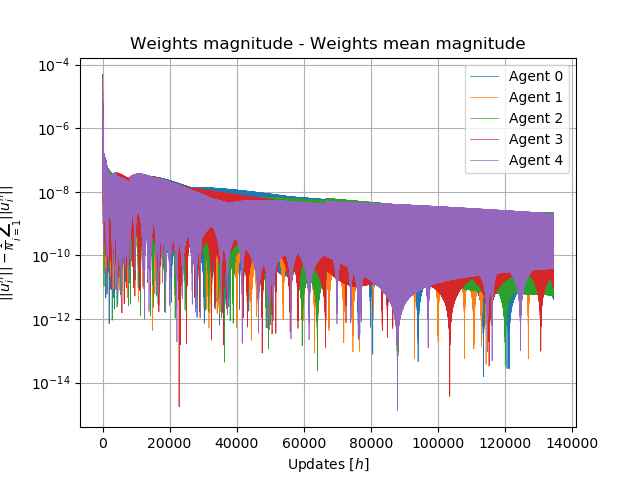 Weights magnitude - Weights mean magnitude
10⁻⁴
10⁻⁶
10⁻⁸
10⁻¹⁰
10⁻¹²
10⁻¹⁴
Agent 0
Agent 1
Agent 2
Agent 3
Agent 4
0 20000 40000 60000 80000 100000 120000 140000
Updates [h]